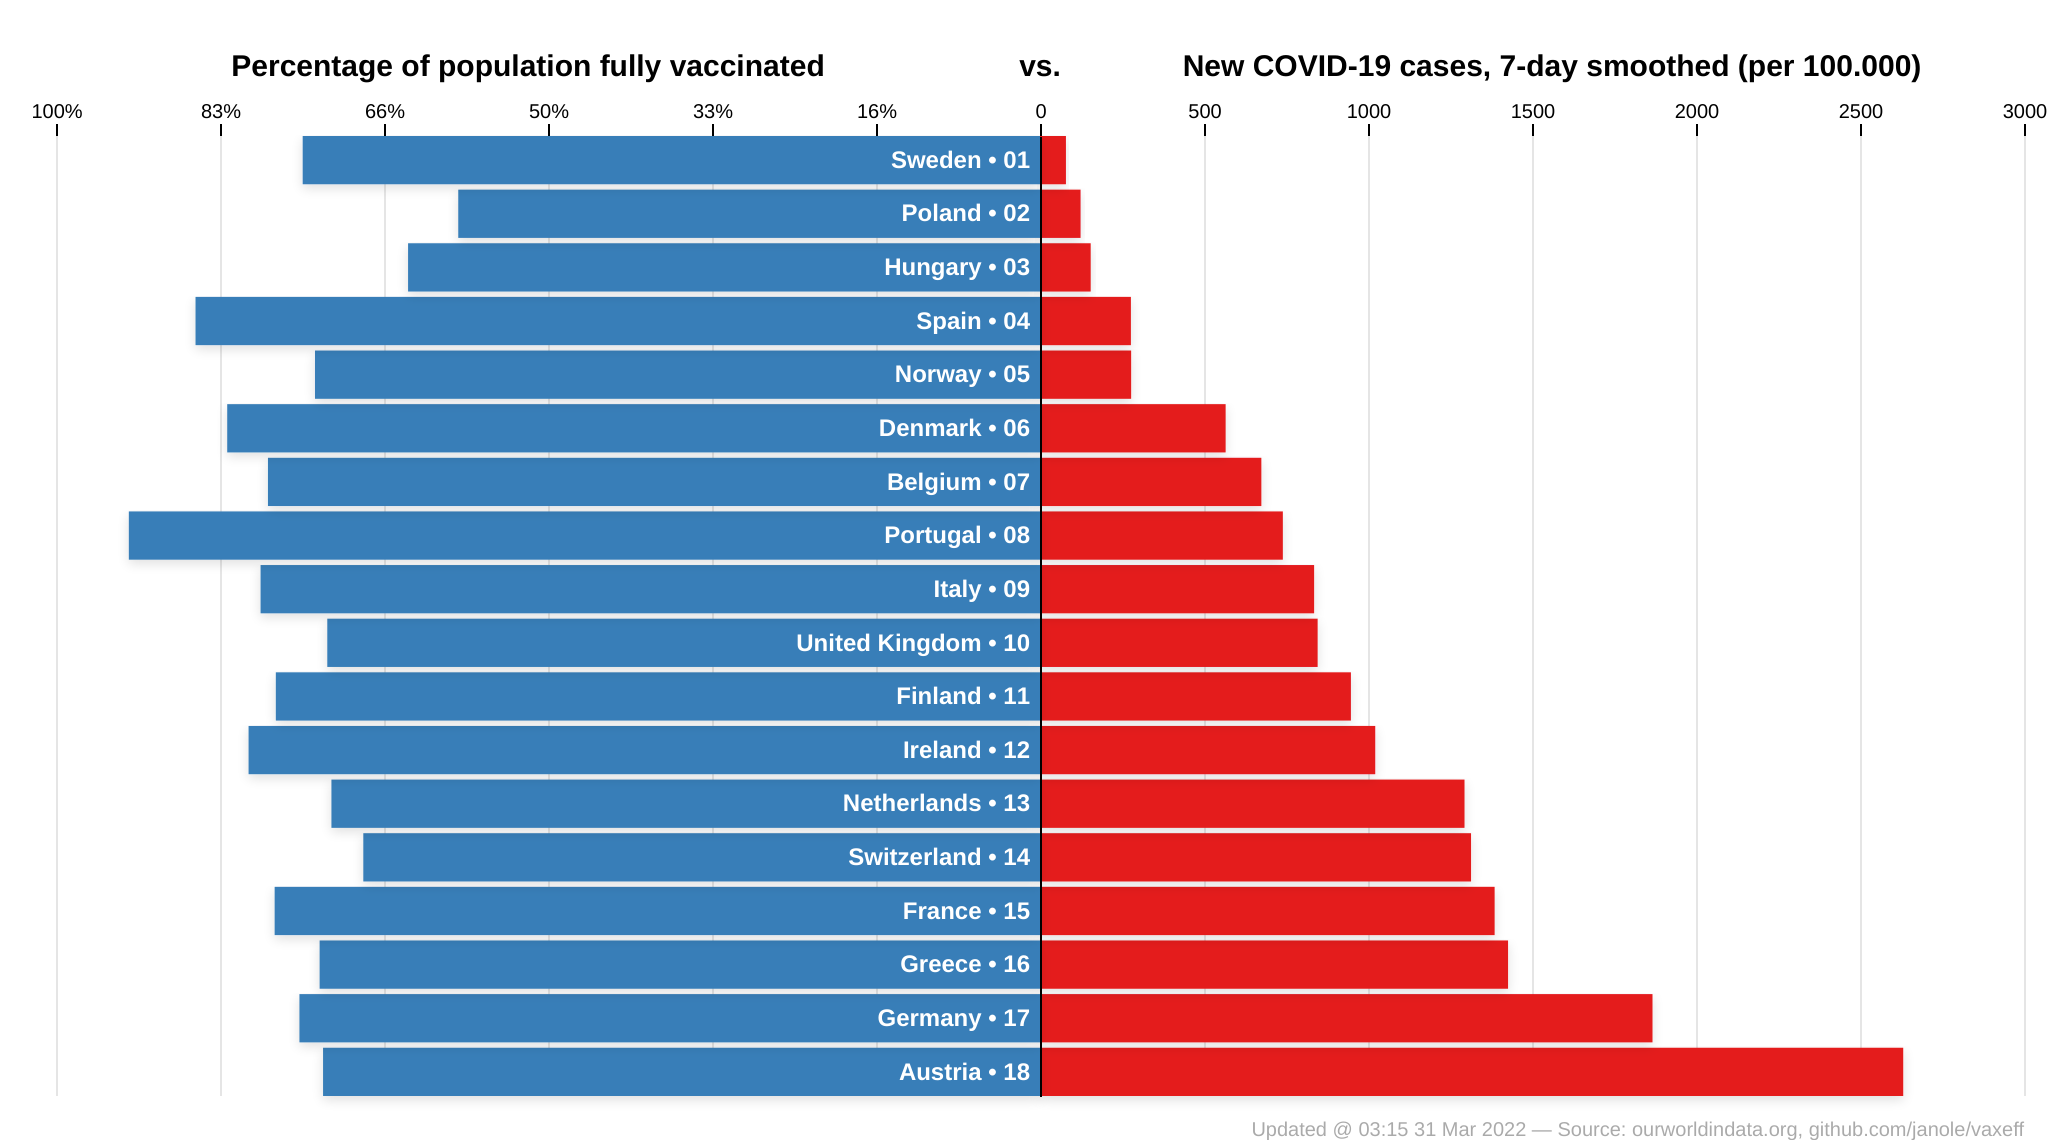 Percentage of population fully vaccinated vs. New COVID-19 cases, 7-day smoothed (per 100.000)
100% 83% 66% 50% 33% 16% 0 500 1000 1500 2000 2500 3000
Sweden • 01
Poland • 02
Hungary • 03
Spain • 04
Norway • 05
Denmark • 06
Belgium • 07
Portugal • 08
Italy • 09
United Kingdom • 10
Finland • 11
Ireland • 12
Netherlands • 13
Switzerland • 14
France • 15
Greece • 16
Germany • 17
Austria • 18
Updated @ 03:15 31 Mar 2022 — Source: ourworldindata.org, github.com/janole/vaxeff